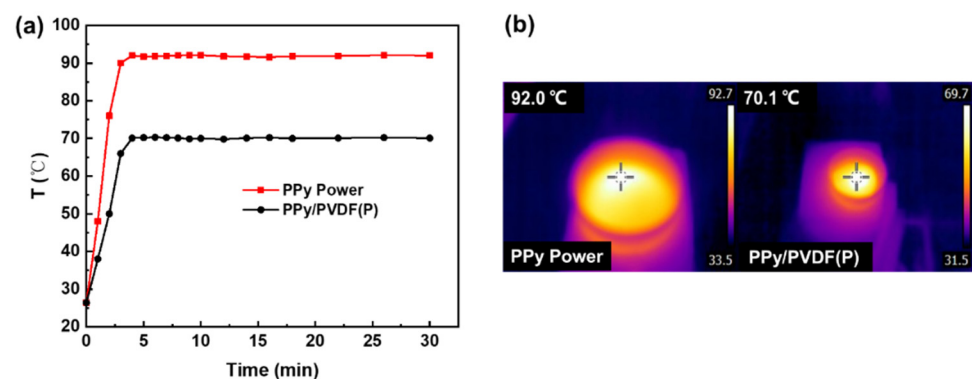 (a)
100
90
80
70
60
50
40
30
20
T (℃)
PPy Power
PPy/PVDF(P)
0
5
10
15
20
25
30
Time (min)
(b)
92.0 ℃
92.7
PPy Power
33.5
70.1 ℃
69.7
PPy/PVDF(P)
31.5